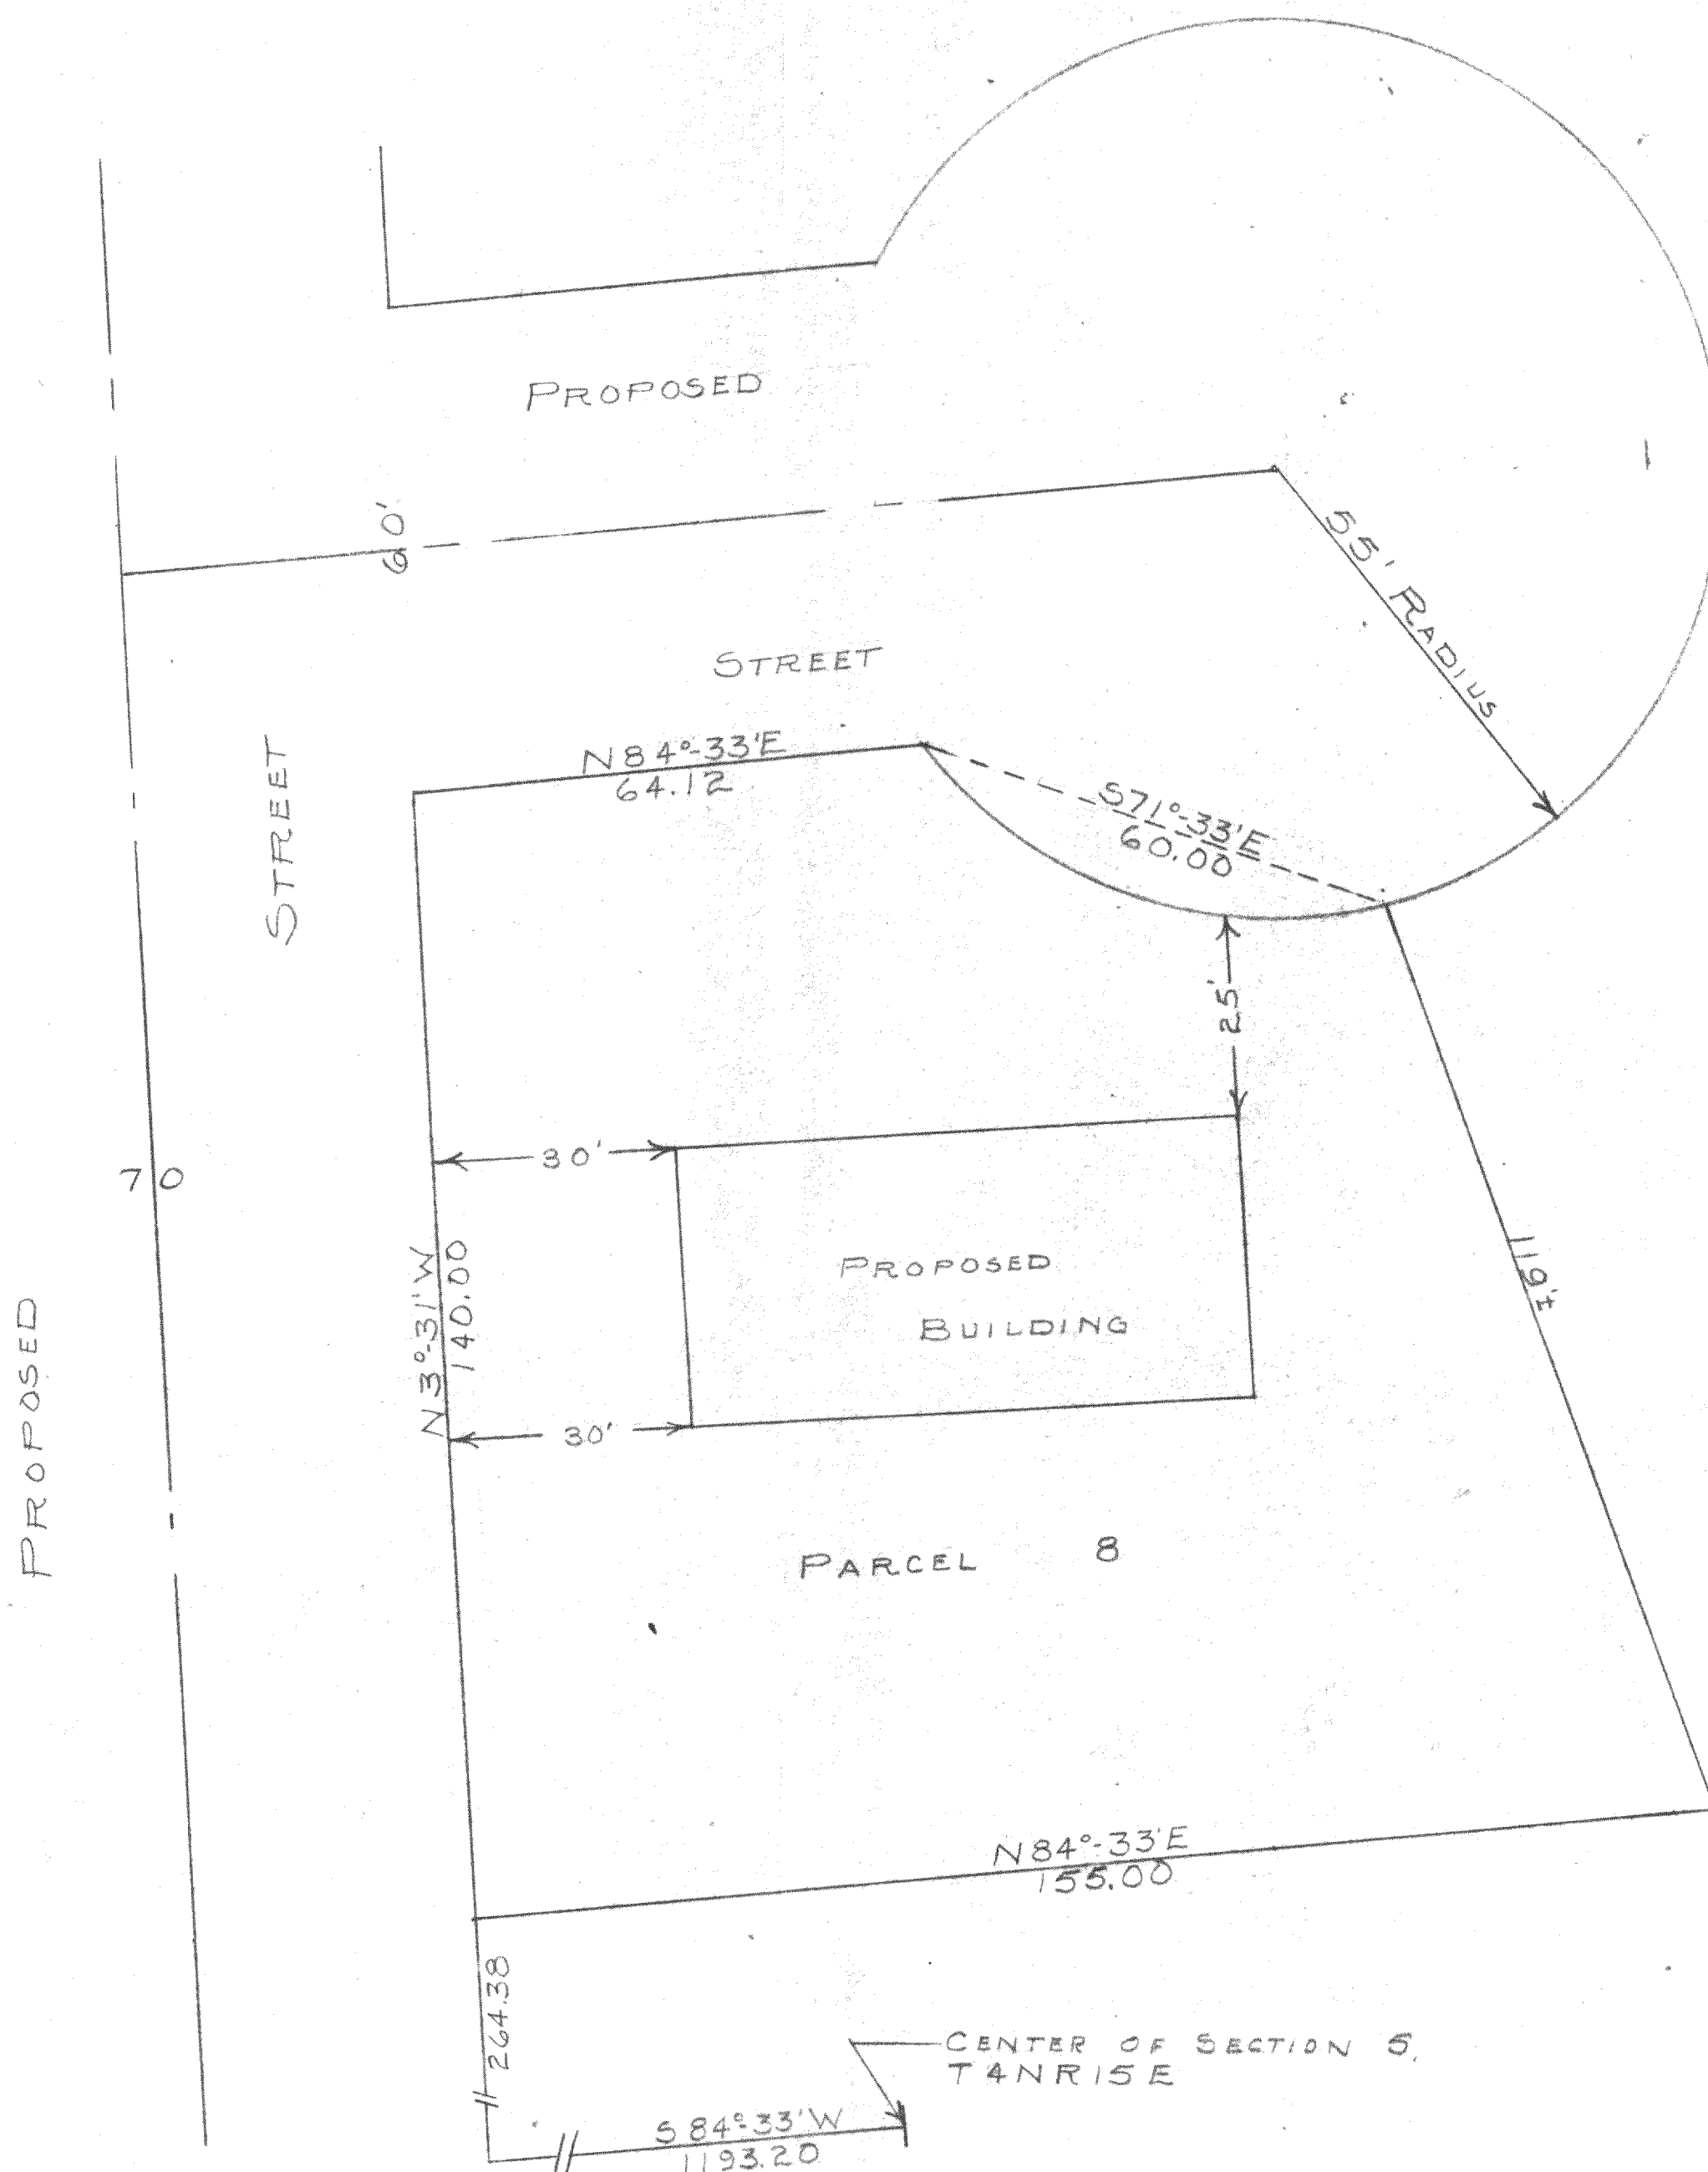 PROPOSED
60'
55' RADIUS
STREET
N84°-33'E
64.12
STREET
S71°-33'E
60.00
25'
30'
70
PROPOSED
BUILDING
N3°-31'W
140.00
119'±
PROPOSED
30'
PARCEL 8
N84°-33'E
155.00
264.38
CENTER OF SECTION 5,
T4NR15E
S84°-33'W
1193.20